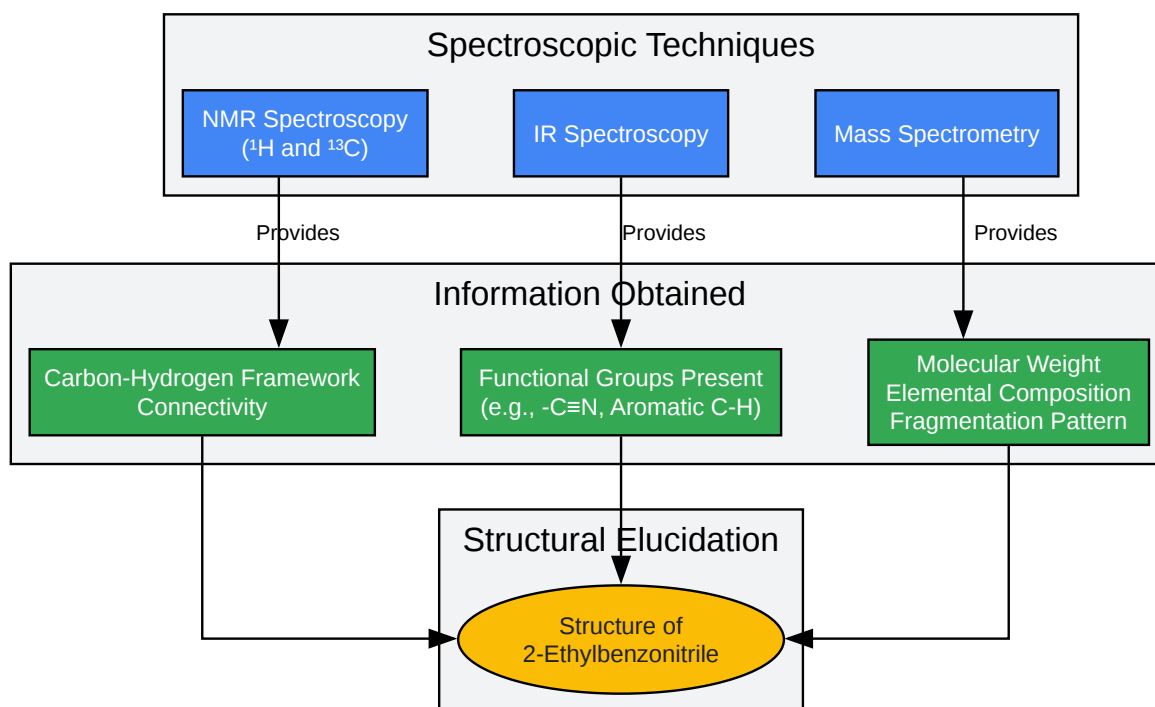 Spectroscopic Techniques
NMR Spectroscopy
(¹H and ¹³C)
IR Spectroscopy
Mass Spectrometry
Provides
Provides
Provides
Information Obtained
Carbon-Hydrogen Framework
Connectivity
Functional Groups Present
(e.g., -C≡N, Aromatic C-H)
Molecular Weight
Elemental Composition
Fragmentation Pattern
Structural Elucidation
Structure of
2-Ethylbenzonitrile